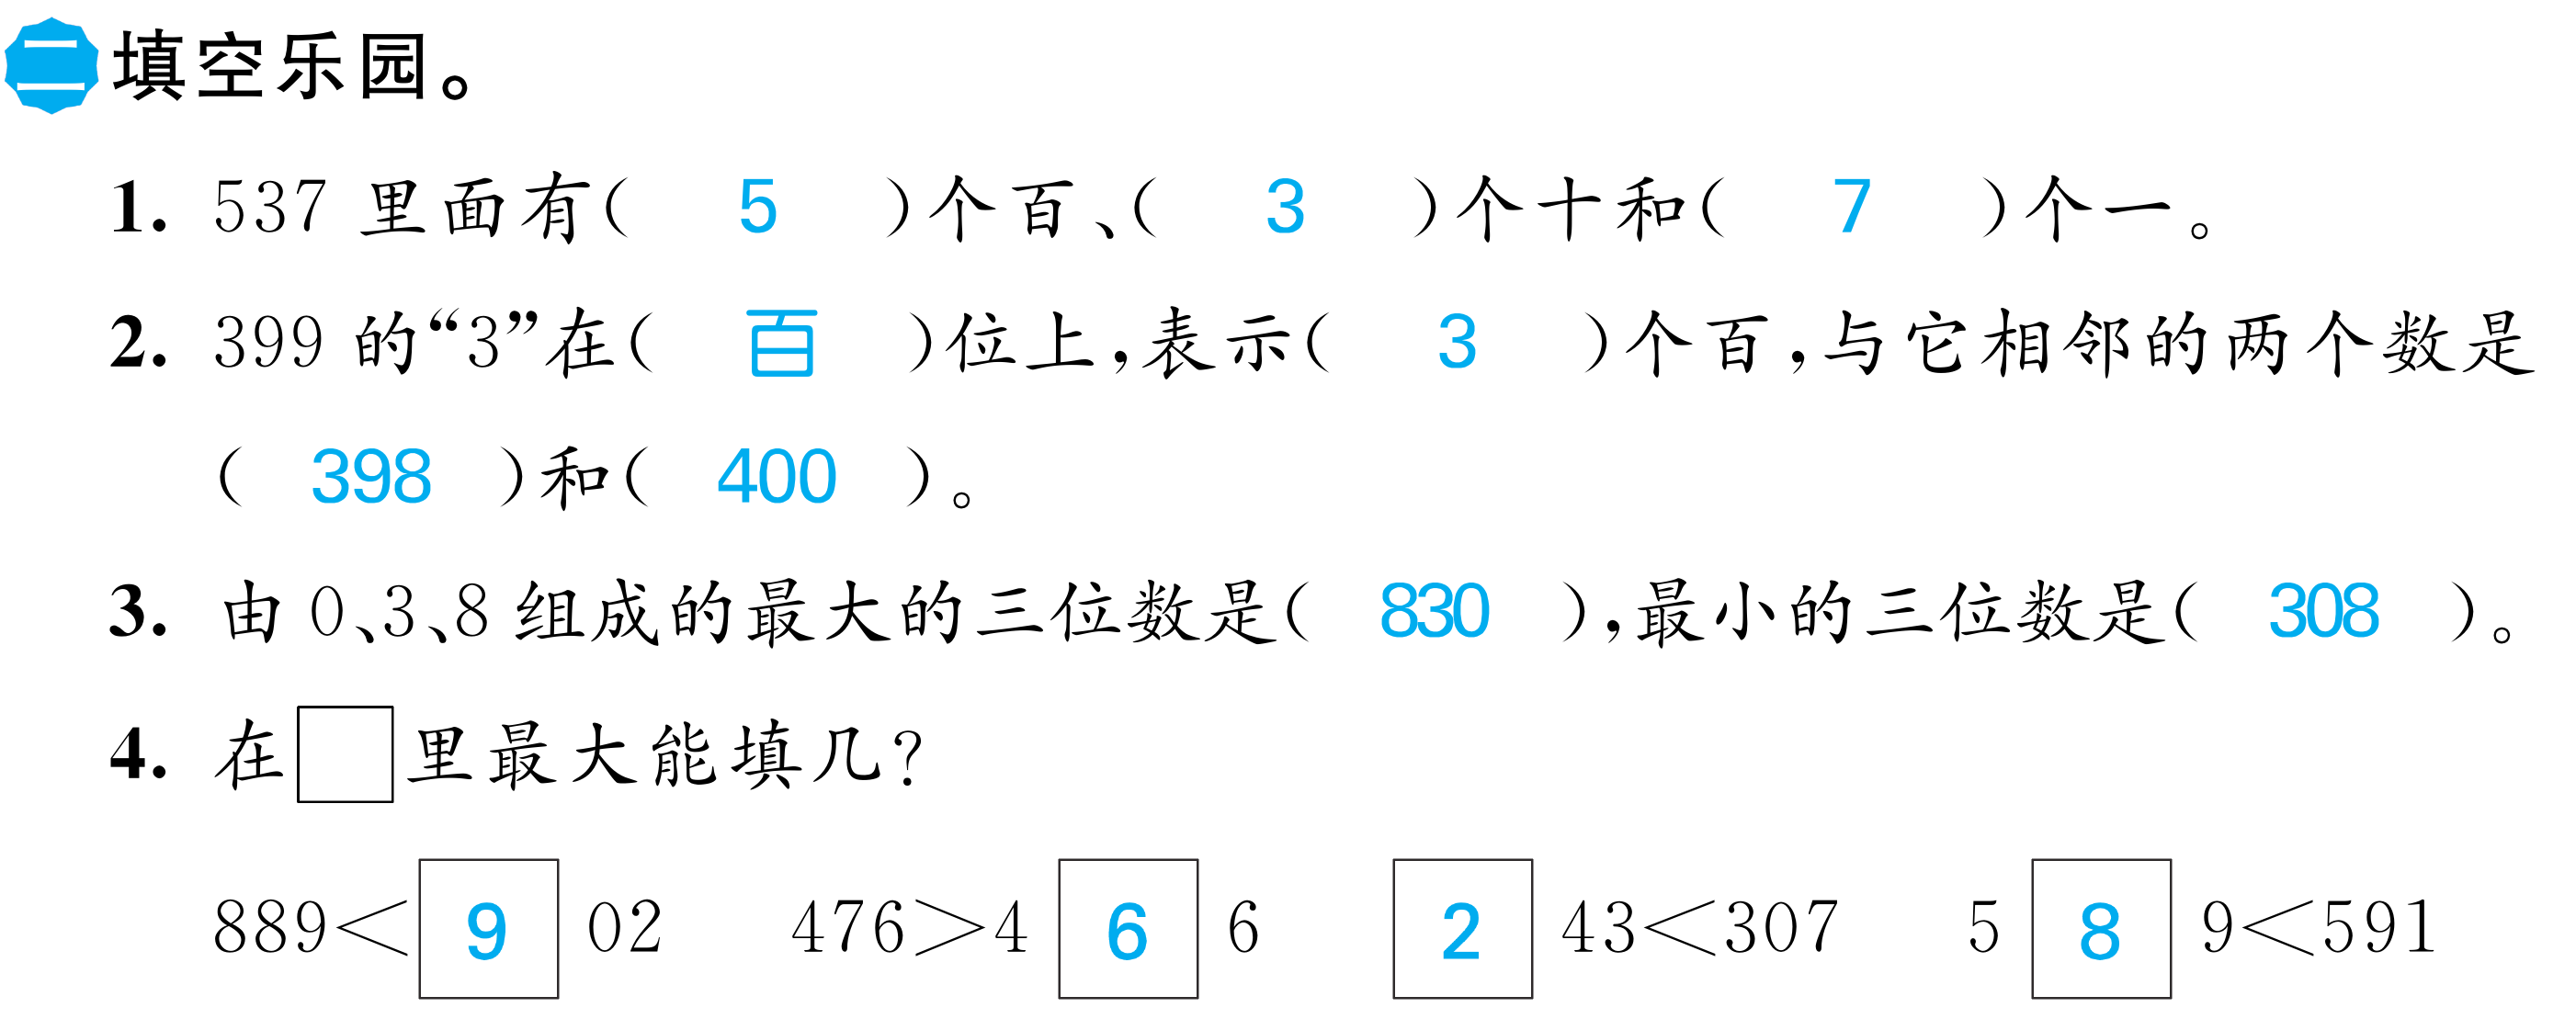 二 填空乐园。
1. 537 里面有( 5 )个百、( 3 )个十和( 7 )个一。
2. 399 的“3”在( 百 )位上,表示( 3 )个百,与它相邻的两个数是
( 398 )和( 400 )。
3. 由 0、3、8 组成的最大的三位数是( 830 ),最小的三位数是( 308 )。
4. 在□里最大能填几?
889<9 02 476>4 6 6 2 43<307 5 8 9<591